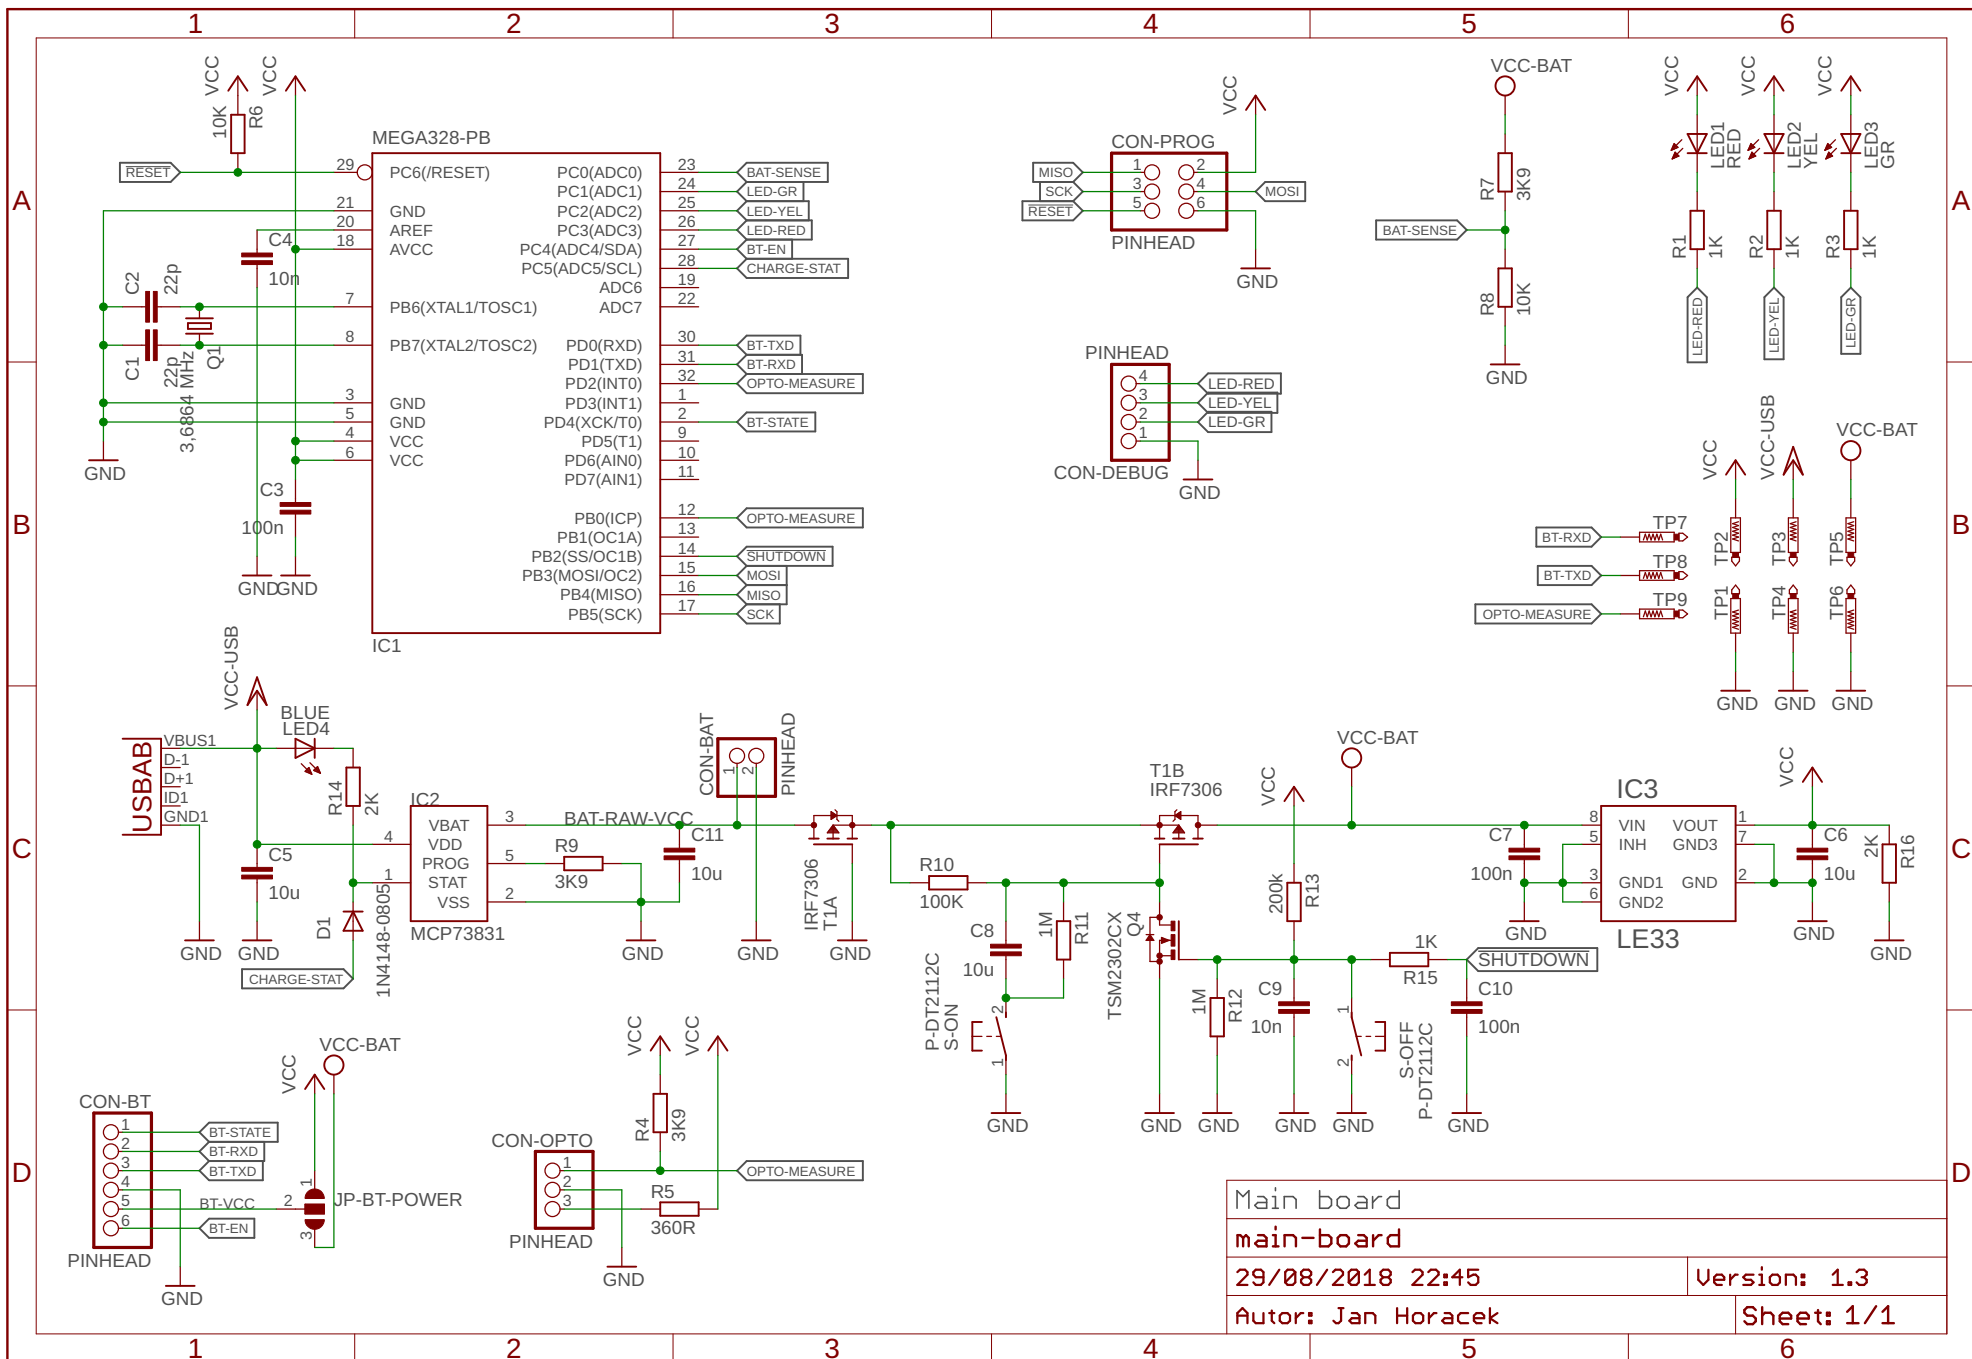 1 2 3 4 5 6
A A
B B
C C
D D
1 2 3 4 5 6
VCC VCC
10K R6
RESET
MEGA328-PB
29 PC6(/RESET)
21 GND
20 AREF
18 AVCC
7 PB6(XTAL1/TOSC1)
8 PB7(XTAL2/TOSC2)
3 GND
5 GND
4 VCC
6 VCC
PC0(ADC0) 23 BAT-SENSE
PC1(ADC1) 24 LED-GR
PC2(ADC2) 25 LED-YEL
PC3(ADC3) 26 LED-RED
PC4(ADC4/SDA) 27 BT-EN
PC5(ADC5/SCL) 28 CHARGE-STAT
ADC6 19
ADC7 22
PD0(RXD) 30 BT-TXD
PD1(TXD) 31 BT-RXD
PD2(INT0) 32 OPTO-MEASURE
PD3(INT1) 1
PD4(XCK/T0) 2 BT-STATE
PD5(T1) 9
PD6(AIN0) 10
PD7(AIN1) 11
PB0(ICP) 12 OPTO-MEASURE
PB1(OC1A) 13
PB2(SS/OC1B) 14 SHUTDOWN
PB3(MOSI/OC2) 15 MOSI
PB4(MISO) 16 MISO
PB5(SCK) 17 SCK
IC1
C4
10n
C2 22p
C1 22p
Q1
3,6864 MHz
GND
C3
100n
GND GND
VCC
CON-PROG
MISO 1 2
SCK 3 4 MOSI
RESET 5 6
PINHEAD
GND
PINHEAD
4 LED-RED
3 LED-YEL
2 LED-GR
1
CON-DEBUG
GND
VCC-BAT
R7 3K9
BAT-SENSE
R8 10K
GND
VCC VCC VCC
LED1 RED
LED2 YEL
LED3 GR
R1 1K
R2 1K
R3 1K
LED-RED
LED-YEL
LED-GR
VCC VCC-USB VCC-BAT
BT-RXD TP7
BT-TXD TP8
OPTO-MEASURE TP9
TP2 TP3 TP5
TP1 TP4 TP6
GND GND GND
VCC-USB
BLUE
LED4
USBAB
VBUS1
D-1
D+1
ID1
GND1
GND
C5
10u
GND
R14 2K
D1
1N4148-0805
CHARGE-STAT
IC2
4 VDD
1 STAT
VBAT 3
PROG 5
VSS 2
MCP73831
BAT-RAW-VCC
R9
3K9
C11
10u
GND
CON-BAT
1 2
PINHEAD
GND
IRF7306
T1A
GND
R10
100K
C8
10u
1M R11
P-DT2112C
S-ON
2
1
GND
T1B
IRF7306
TSM2302CX
Q4
GND
1M R12
GND
VCC
200k R13
C9
10n
GND
VCC-BAT
1
2
S-OFF
P-DT2112C
GND
1K
R15
SHUTDOWN
C10
100n
GND
C7
100n
GND
IC3
8 VIN
5 INH
3 GND1
6 GND2
VOUT 1
GND3 7
GND 2
LE33
VCC
C6
10u
GND
2K R16
GND
CON-BT
1 BT-STATE
2 BT-RXD
3 BT-TXD
4
5 BT-VCC
6 BT-EN
PINHEAD
GND
VCC
VCC-BAT
1
2
3
JP-BT-POWER
CON-OPTO
1
2
3
PINHEAD
GND
VCC VCC
R4 3K9
OPTO-MEASURE
R5
360R
Main board
main-board
29/08/2018 22:45 Version: 1.3
Autor: Jan Horacek Sheet: 1/1